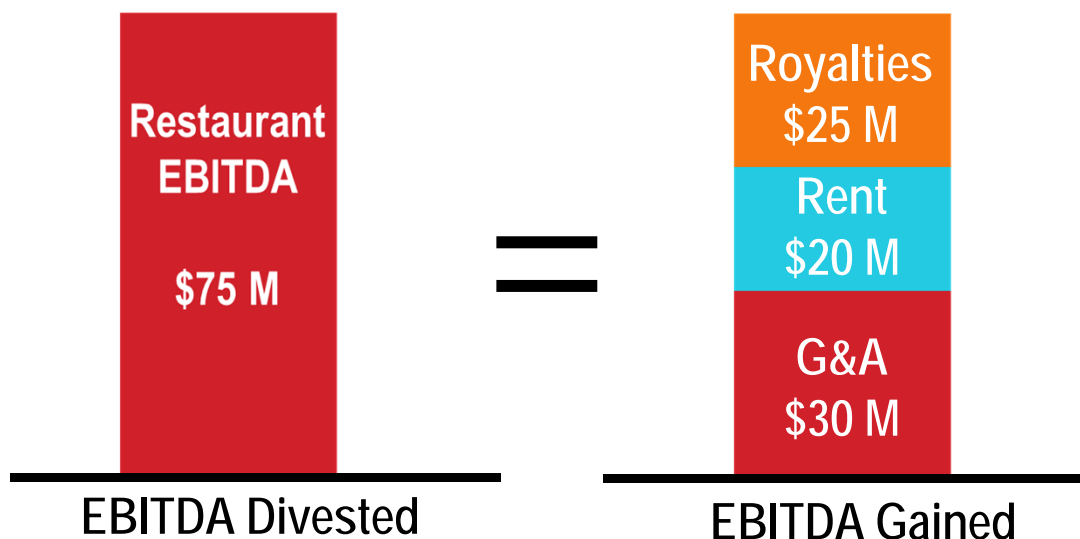 Restaurant
EBITDA
$75 M
EBITDA Divested
=
Royalties
$25 M
Rent
$20 M
G&A
$30 M
EBITDA Gained